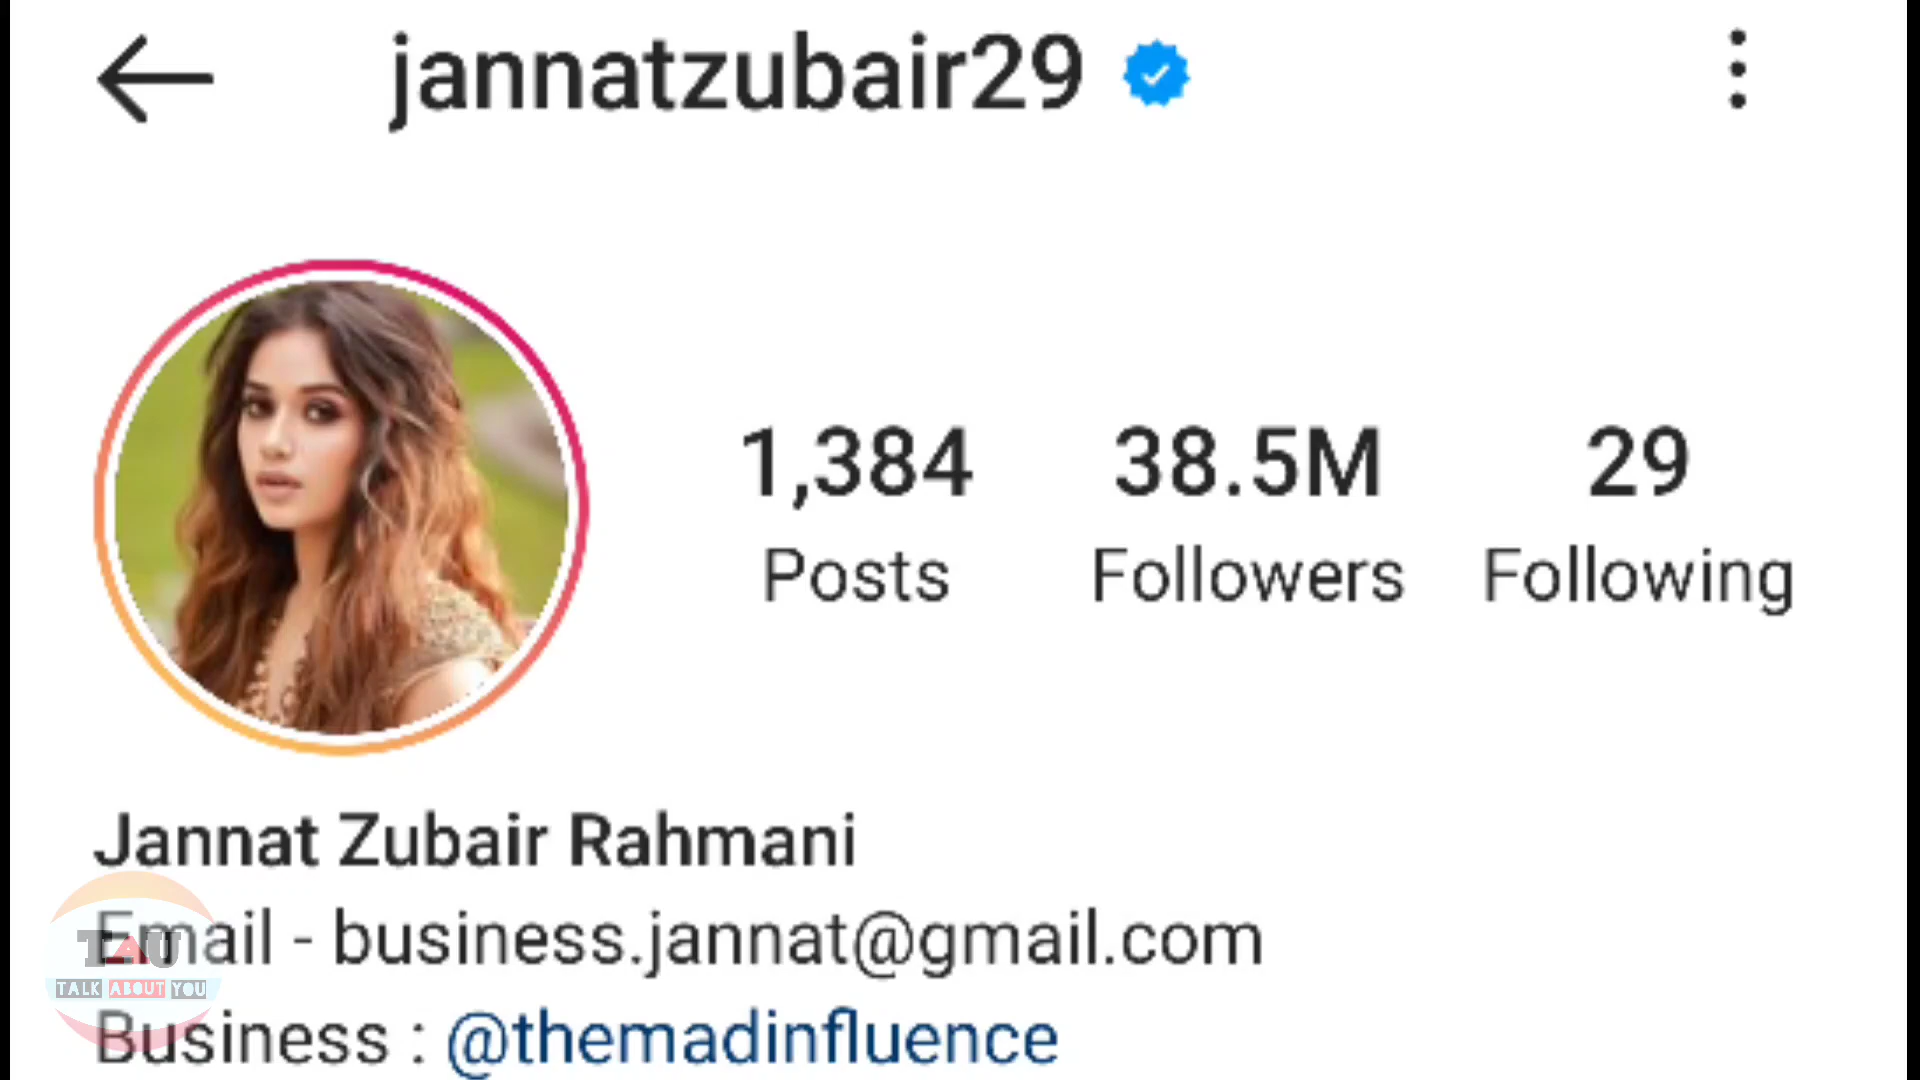 jannatzubair29
1,384 38.5M 29
Posts Followers Following
Jannat Zubair Rahmani
Email - business.jannat@gmail.com
TAU
TALK ABOUT YOU
Business : @themadinfluence